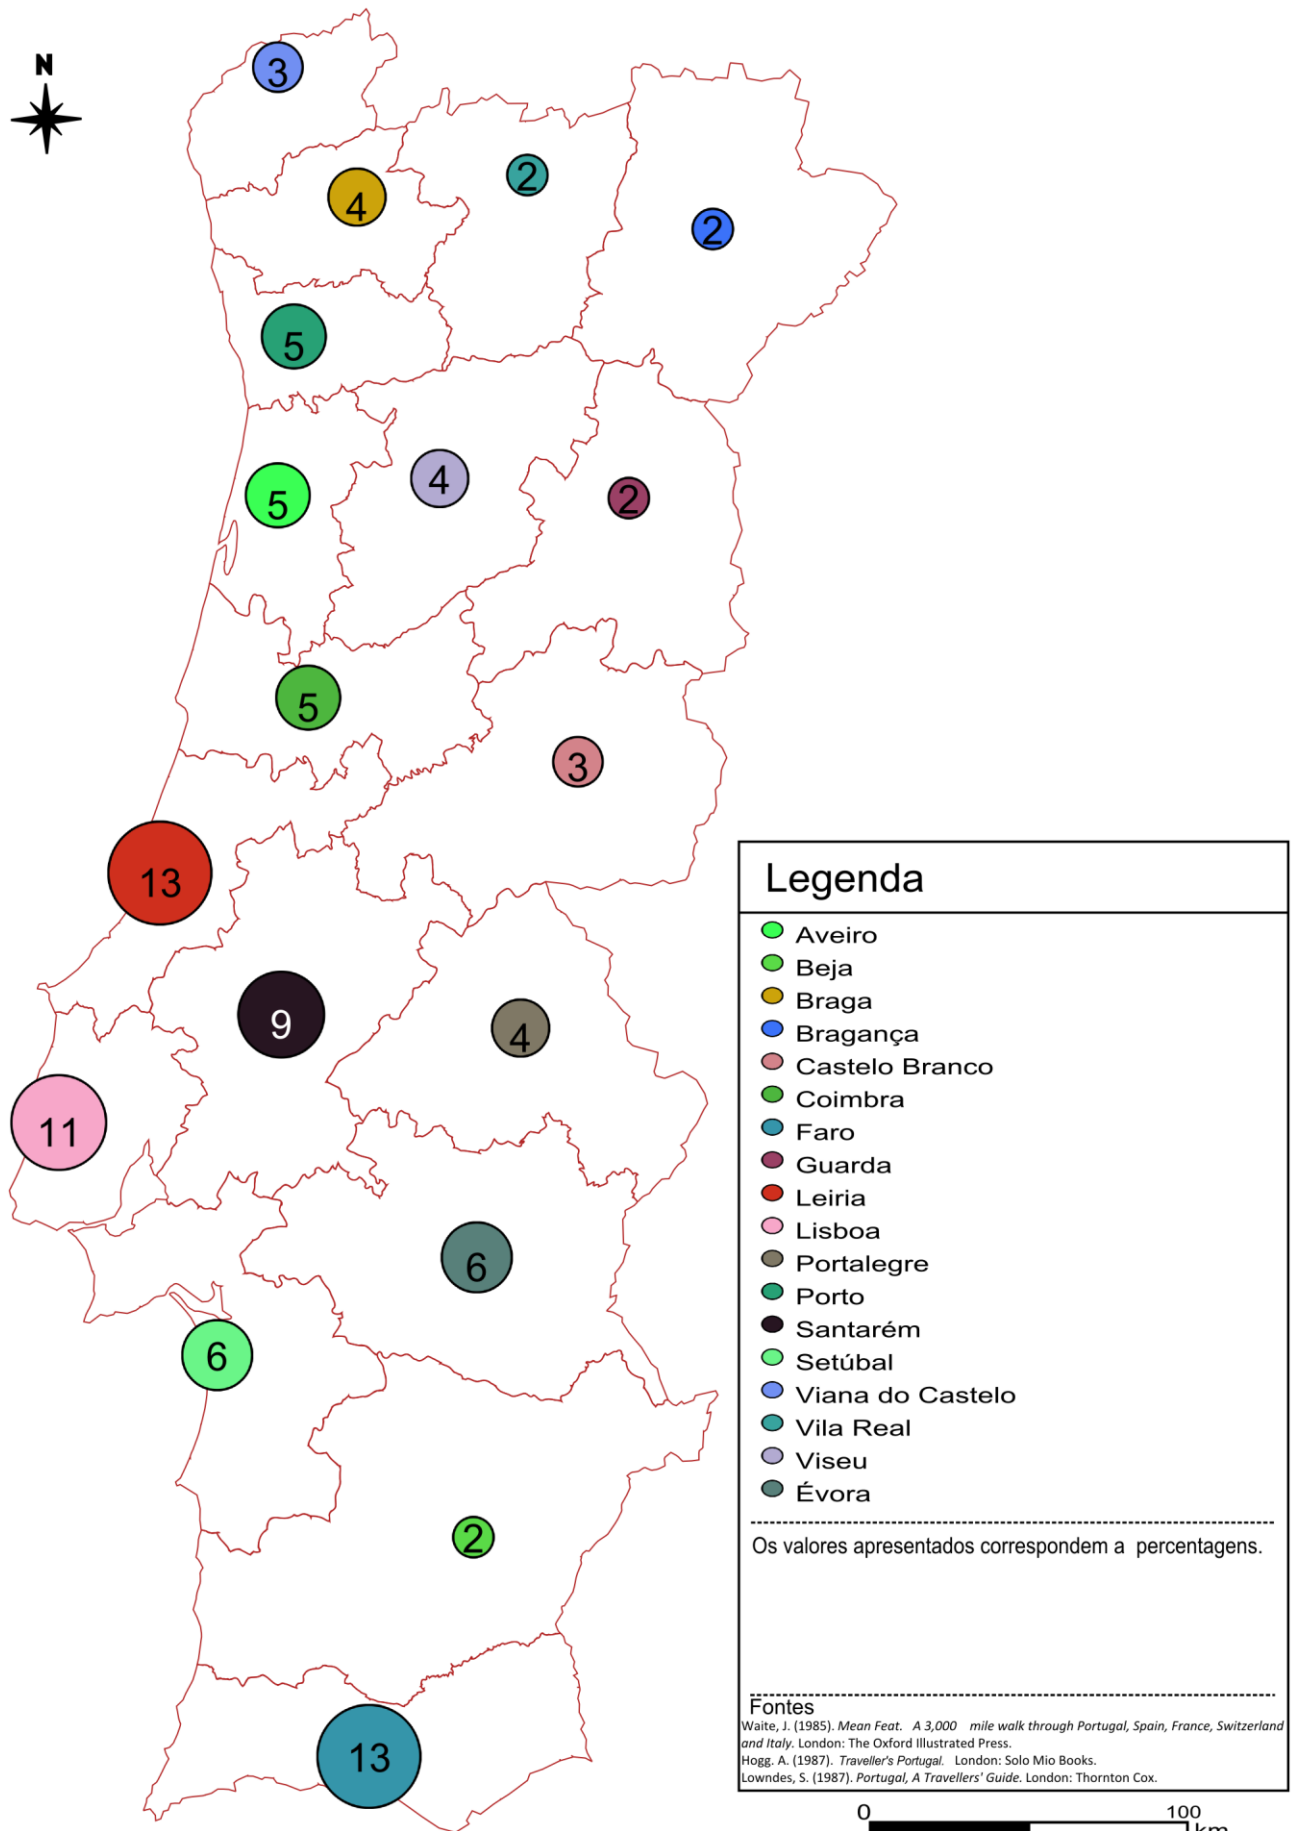 N
3
2
4
2
5
4
2
5
5
3
13
9
4
11
6
6
2
13
Legenda
Aveiro
Beja
Braga
Bragança
Castelo Branco
Coimbra
Faro
Guarda
Leiria
Lisboa
Portalegre
Porto
Santarém
Setúbal
Viana do Castelo
Vila Real
Viseu
Évora
Os valores apresentados correspondem a percentagens.
Fontes
Waite, J. (1985). Mean Feat. A 3,000 mile walk through Portugal, Spain, France, Switzerland
and Italy. London: The Oxford Illustrated Press.
Hogg. A. (1987). Traveller's Portugal. London: Solo Mio Books.
Lowndes, S. (1987). Portugal, A Travellers' Guide. London: Thornton Cox.
0 100
km